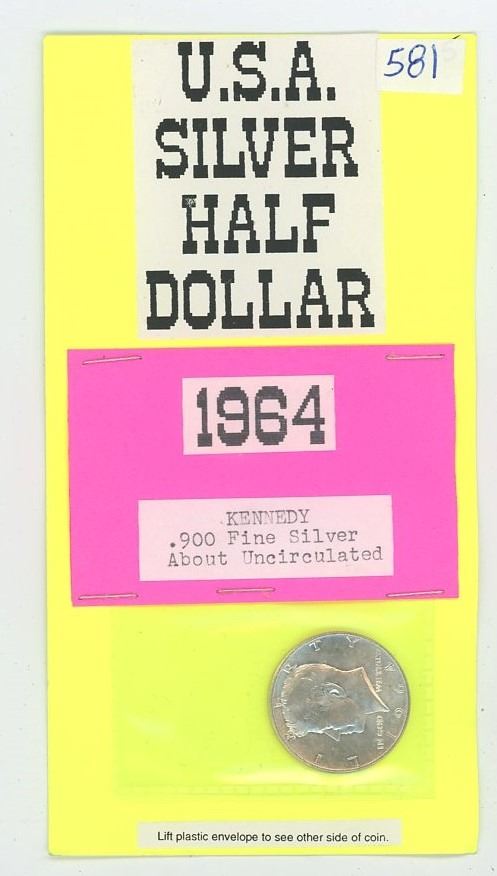 581
U.S.A.
SILVER
HALF
DOLLAR
1964
KENNEDY
.900 Fine Silver
About Uncirculated
Lift plastic envelope to see other side of coin.